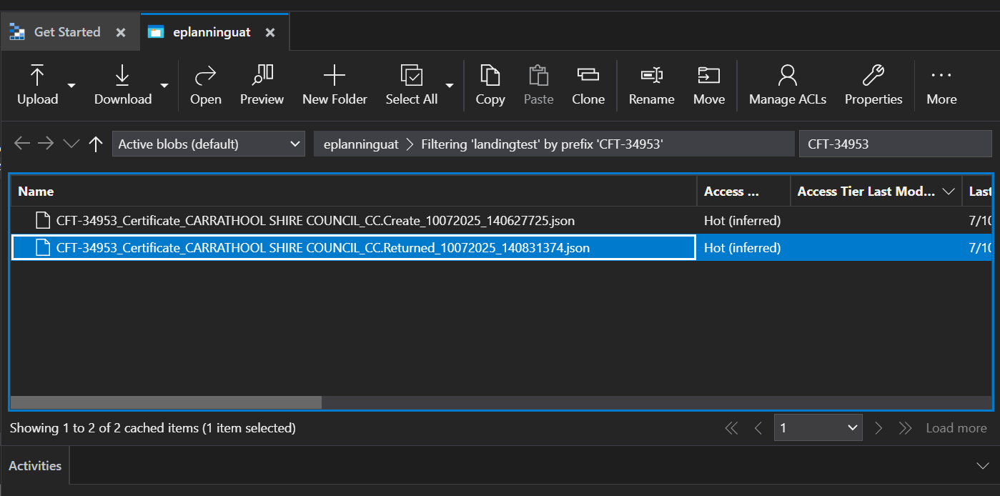 Get Started
eplanninguat
Upload Download Open Preview New Folder Select All Copy Paste Clone Rename Move Manage ACLs Properties More
Active blobs (default) eplanninguat Filtering 'landingtest' by prefix 'CFT-34953' CFT-34953
Name Access ... Access Tier Last Mod... Last
CFT-34953_Certificate_CARRATHOOL SHIRE COUNCIL_CC.Create_10072025_140627725.json Hot (inferred) 7/10
CFT-34953_Certificate_CARRATHOOL SHIRE COUNCIL_CC.Returned_10072025_140831374.json Hot (inferred) 7/10
Showing 1 to 2 of 2 cached items (1 item selected) 1 Load more
Activities